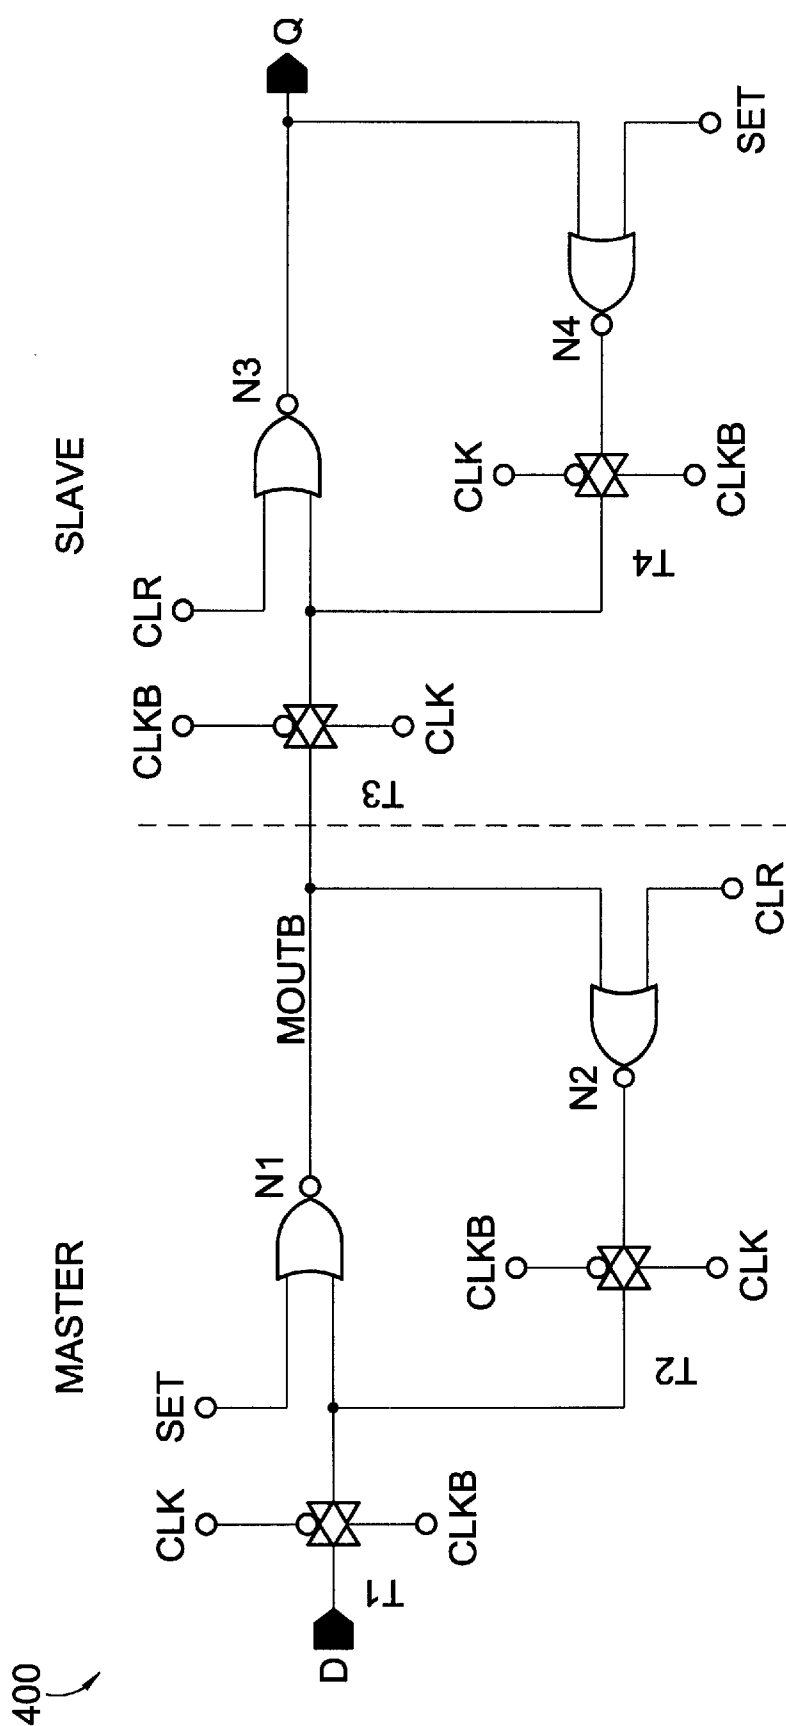 400
MASTER
SLAVE
D
T1
CLK
CLKB
SET
N1
MOUTB
T2
CLKB
CLK
N2
CLR
T3
CLKB
CLK
CLR
N3
Q
T4
CLK
CLKB
N4
SET